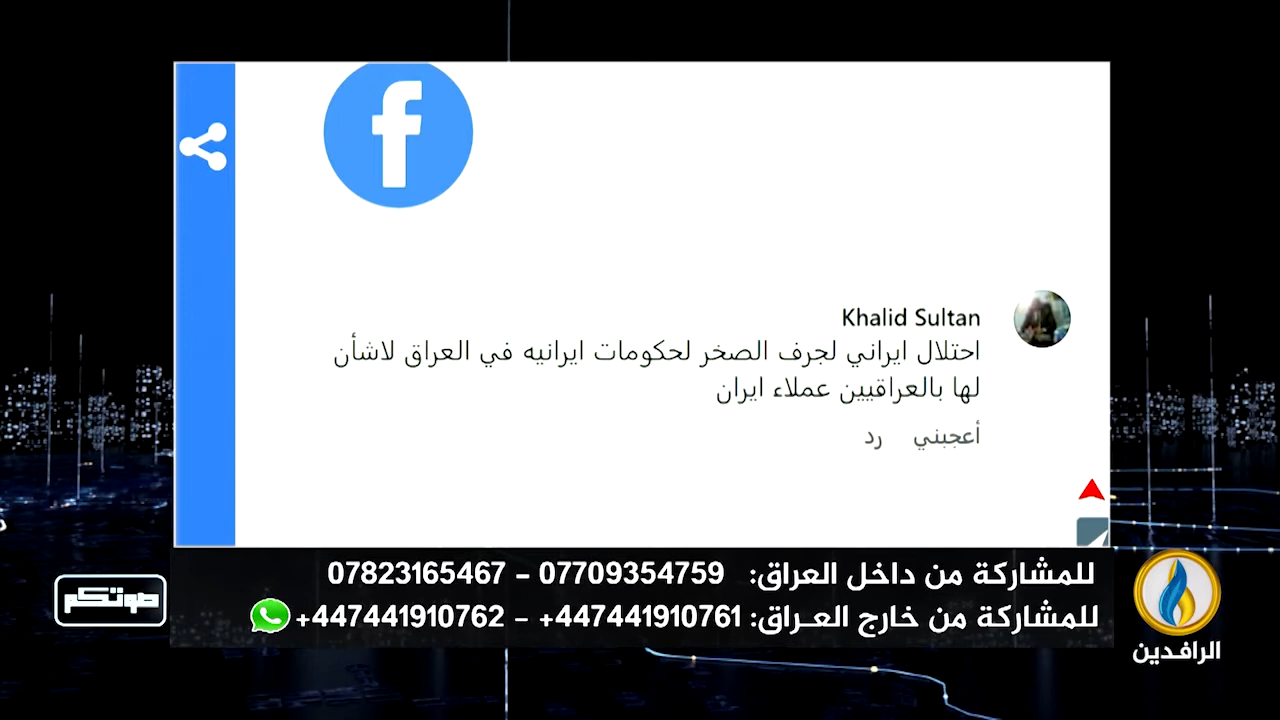 f
Khalid Sultan
احتلال ايراني لجرف الصخر لحكومات ايرانيه في العراق لاشأن
لها بالعراقيين عملاء ايران
أعجبني رد
للمشاركة من داخل العراق: 07709354759 - 07823165467
للمشاركة من خارج العـراق: 447441910761+ - 447441910762+
صوتكم
الرافدين